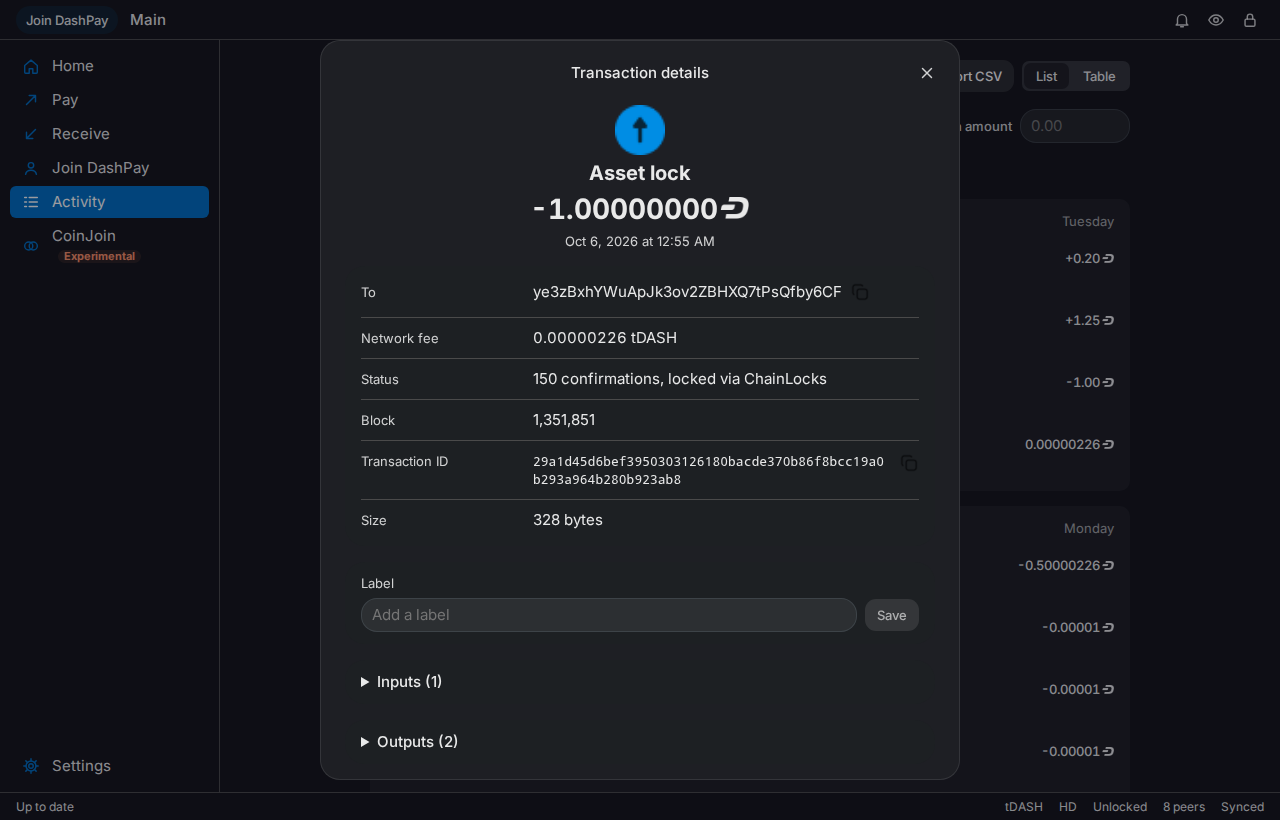 Join DashPay
Main
Home
Pay
Receive
Join DashPay
Activity
CoinJoin
Experimental
Settings
Transaction details
Asset lock
-1.00000000
Oct 6, 2026 at 12:55 AM
To
ye3zBxhYWuApJk3ov2ZBHXQ7tPsQfby6CF
Network fee
0.00000226 tDASH
Status
150 confirmations, locked via ChainLocks
Block
1,351,851
Transaction ID
29a1d45d6bef3950303126180bacde370b86f8bcc19a0
b293a964b280b923ab8
Size
328 bytes
Label
Add a label
Save
Inputs (1)
Outputs (2)
CSV
List
Table
amount
0.00
Tuesday
+0.20
+1.25
-1.00
0.00000226
Monday
-0.50000226
-0.00001
-0.00001
-0.00001
Up to date
tDASH
HD
Unlocked
8 peers
Synced